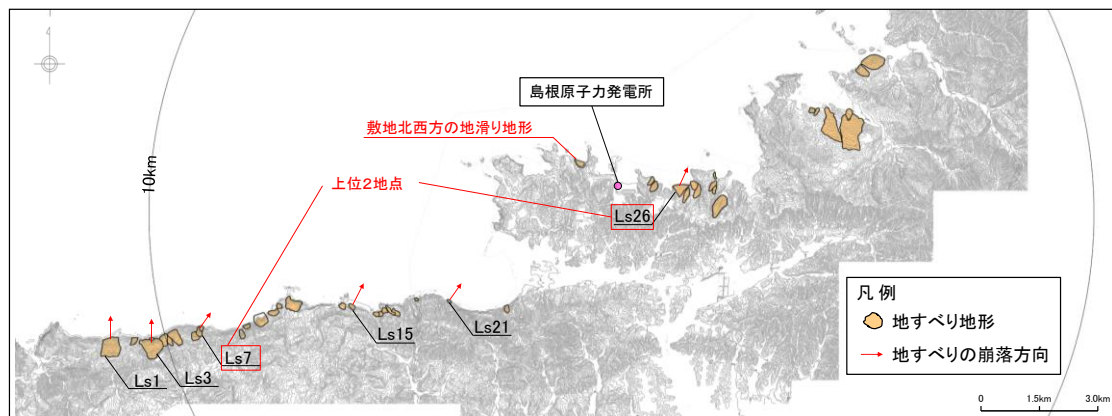 島根原子力発電所
敷地北西方の地滑り地形
10km
上位2地点
Ls26
Ls1
Ls3
Ls7
Ls15
Ls21
凡 例
地すべり地形
地すべりの崩落方向
0 1.5km 3.0km